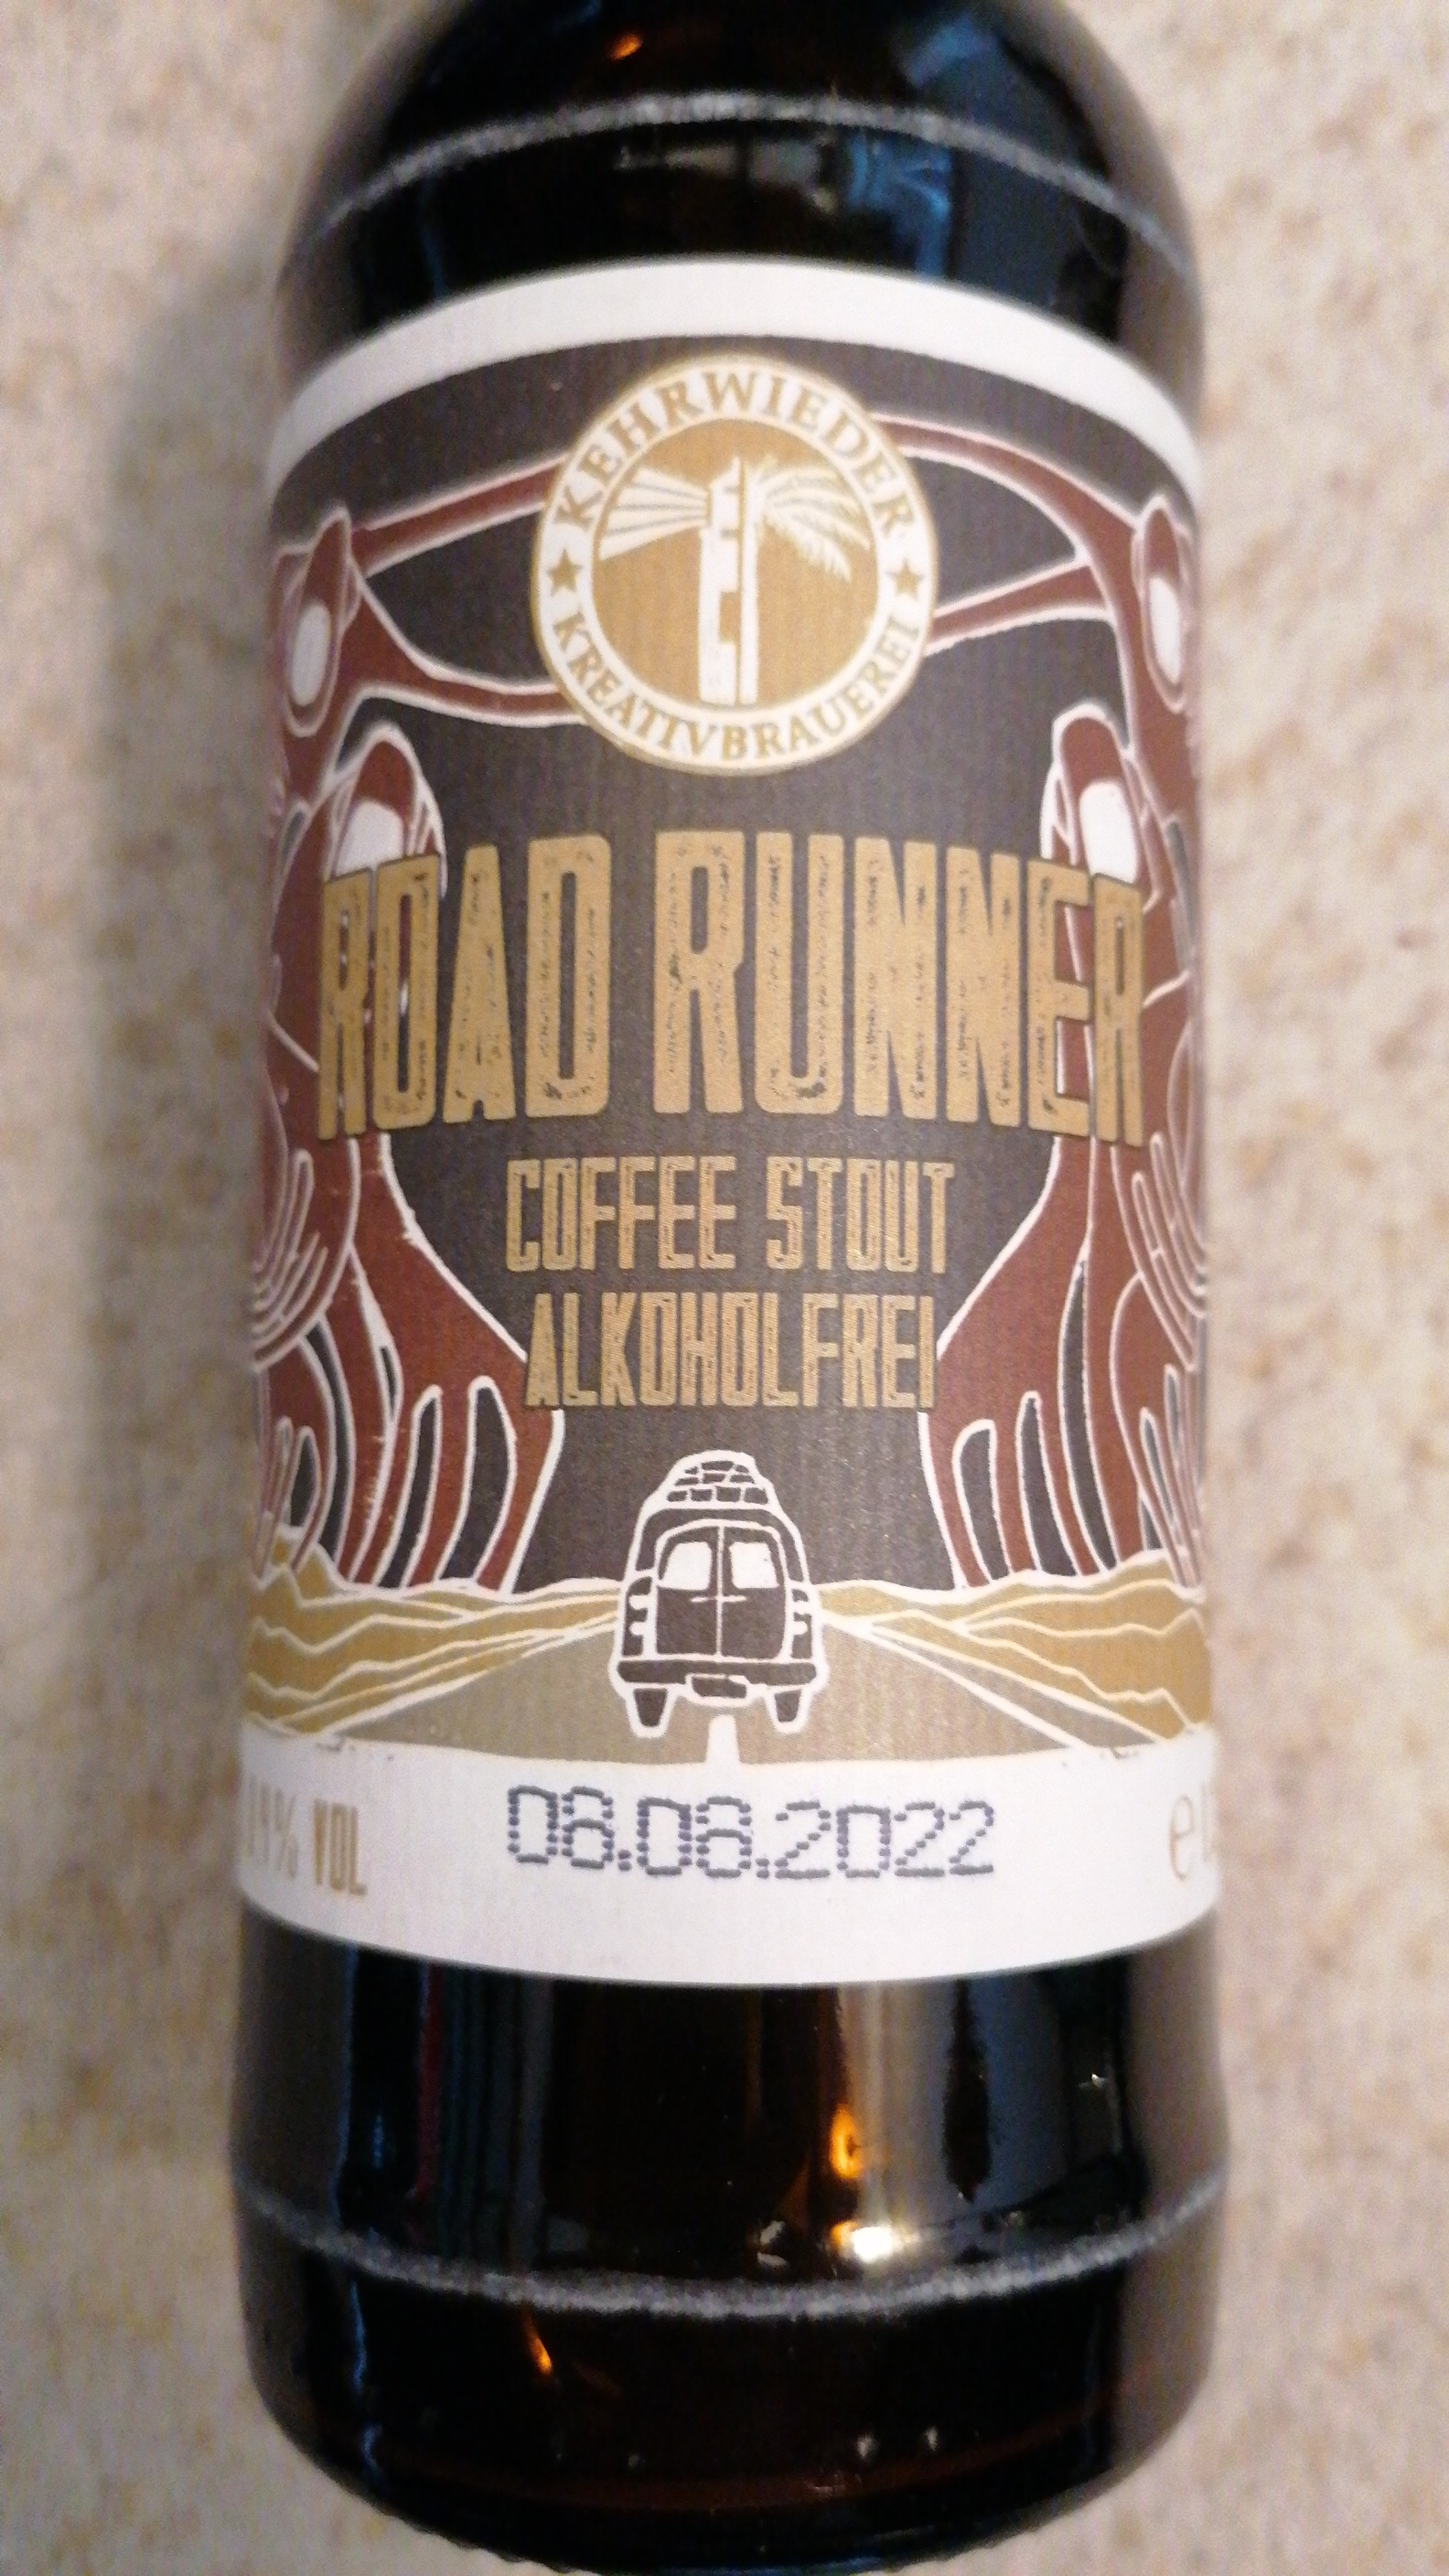 KEHRWIEDER
KREATIVBRAUEREI
ROAD RUNNER
COFFEE STOUT
ALKOHOLFREI
08.08.2022
VOL
e